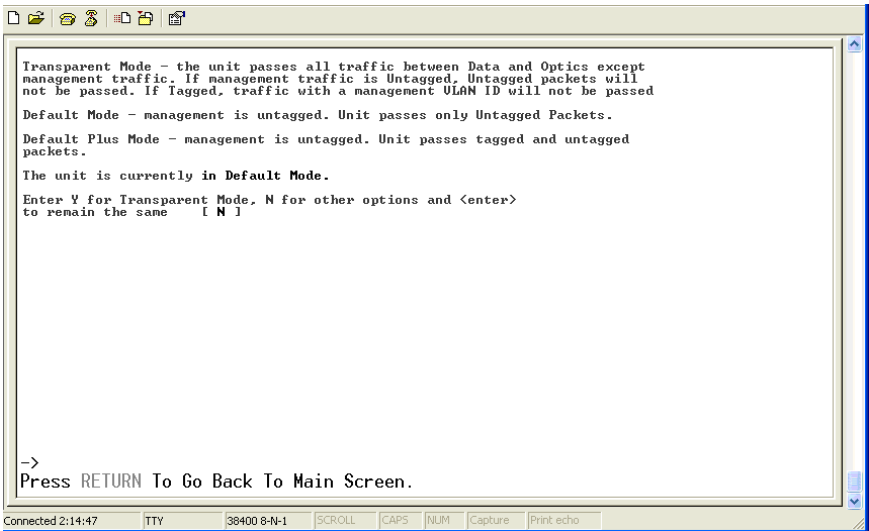 Transparent Mode - the unit passes all traffic between Data and Optics except
management traffic. If management traffic is Untagged, Untagged packets will
not be passed. If Tagged, traffic with a management VLAN ID will not be passed
Default Mode - management is untagged. Unit passes only Untagged Packets.
Default Plus Mode - management is untagged. Unit passes tagged and untagged
packets.
The unit is currently in Default Mode.
Enter Y for Transparent Mode, N for other options and <enter>
to remain the same [ N ]
->
Press RETURN To Go Back To Main Screen.
Connected 2:14:47 TTY 38400 8-N-1 SCROLL CAPS NUM Capture Print echo